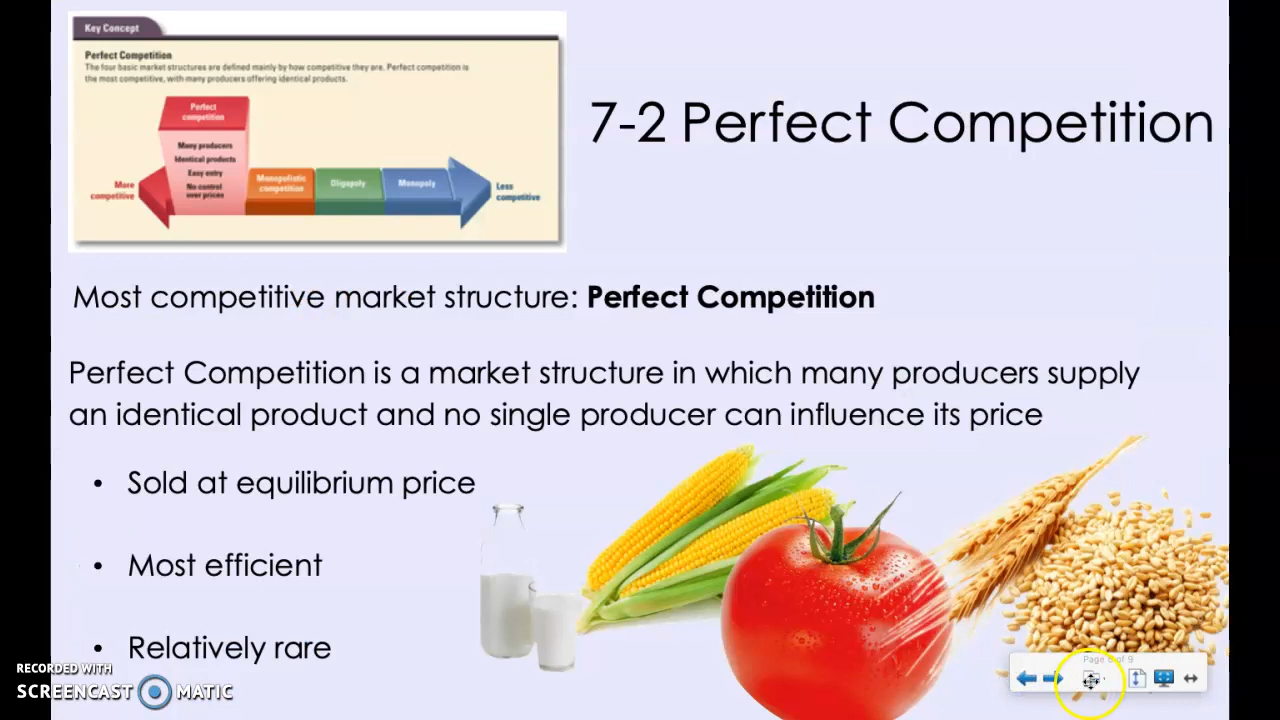 Key Concept
Perfect Competition
The four basic market structures are defined mainly by how competitive they are. Perfect competition is
the most competitive, with many producers offering identical products.
Perfect
competition
Many producers
Identical products
Easy entry
No control
over prices
More
competitive
Monopolistic
competition
Oligopoly
Monopoly
Less
competitive
7-2 Perfect Competition
Most competitive market structure: Perfect Competition
Perfect Competition is a market structure in which many producers supply
an identical product and no single producer can influence its price
• Sold at equilibrium price
• Most efficient
• Relatively rare
RECORDED WITH
SCREENCAST MATIC
of 9